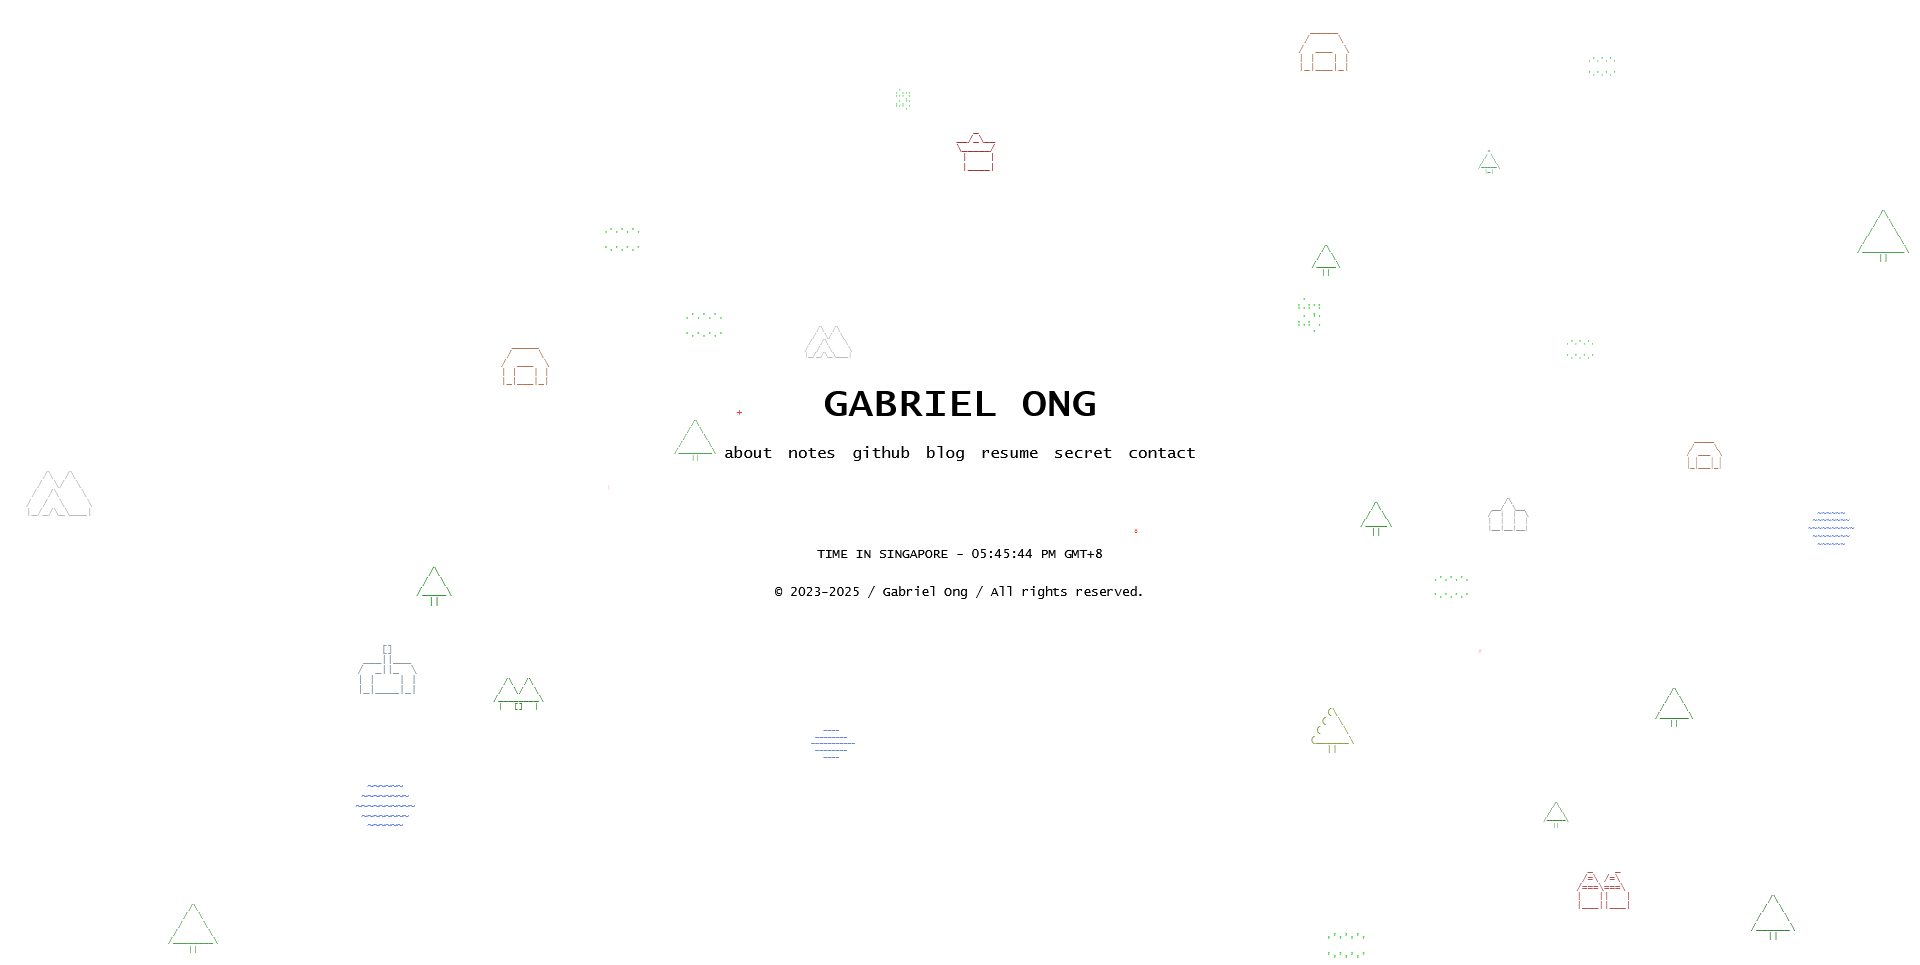 GABRIEL ONG
about notes github blog resume secret contact
TIME IN SINGAPORE - 05:45:44 PM GMT+8
© 2023-2025 / Gabriel Ong / All rights reserved.